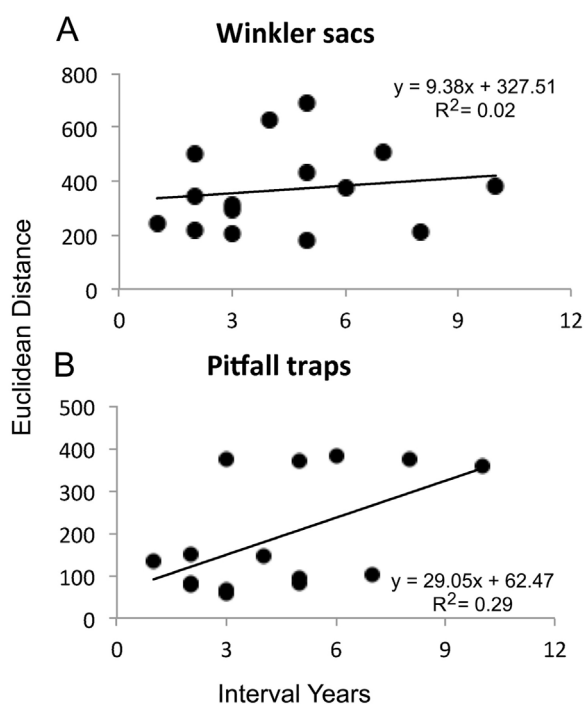 A
Winkler sacs
800
y = 9.38x + 327.51
R2= 0.02
600
400
200
0
0 3 6 9 12
Euclidean Distance
B
Pitfall traps
500
400
300
200
100
y = 29.05x + 62.47
R2= 0.29
0
0 3 6 9 12
Interval Years